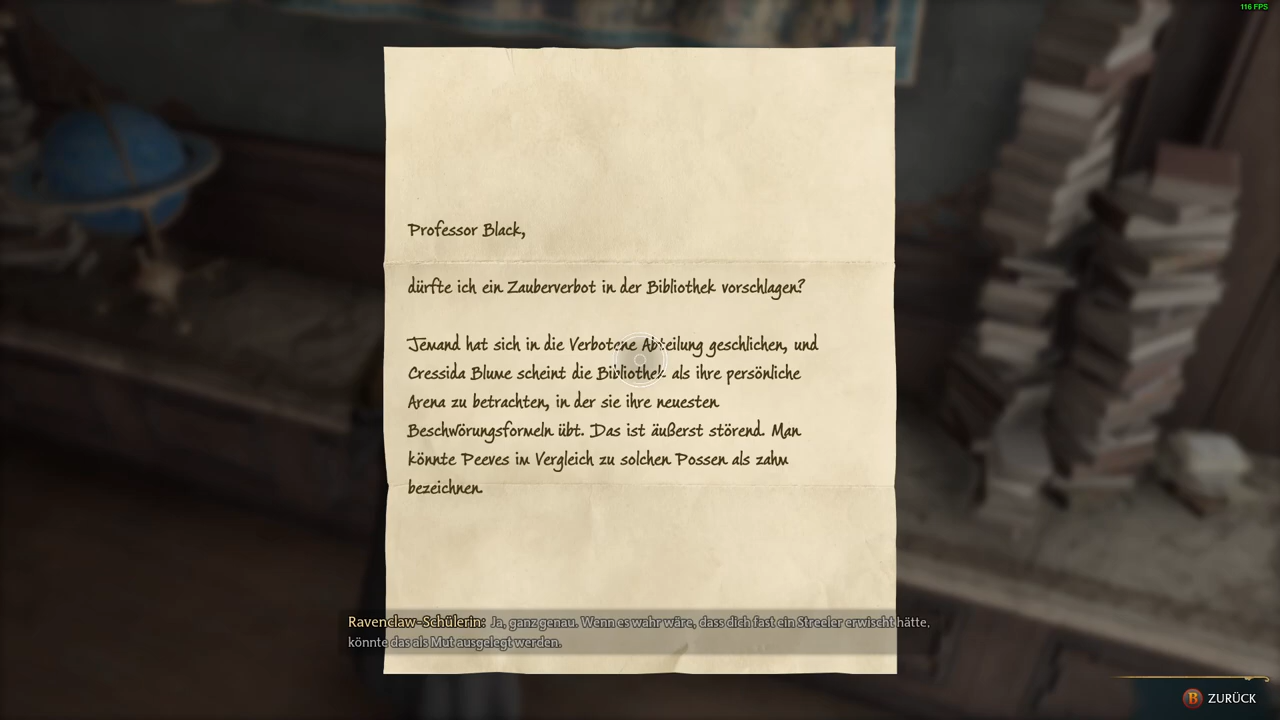 116 FPS
Professor Black,
dürfte ich ein Zauberverbot in der Bibliothek vorschlagen?
Jemand hat sich in die Verbotene Abteilung geschlichen, und
Cressida Blume scheint die Bibliothek als ihre persönliche
Arena zu betrachten, in der sie ihre neuesten
Beschwörungsformeln übt. Das ist äußerst störend. Man
könnte Peeves im Vergleich zu solchen Possen als zahm
bezeichnen.
Ravenclaw-Schülerin: Ja, ganz genau. Wenn es wahr wäre, dass dich fast ein Streeler erwischt hätte,
könnte das als Mut ausgelegt werden.
B ZURÜCK